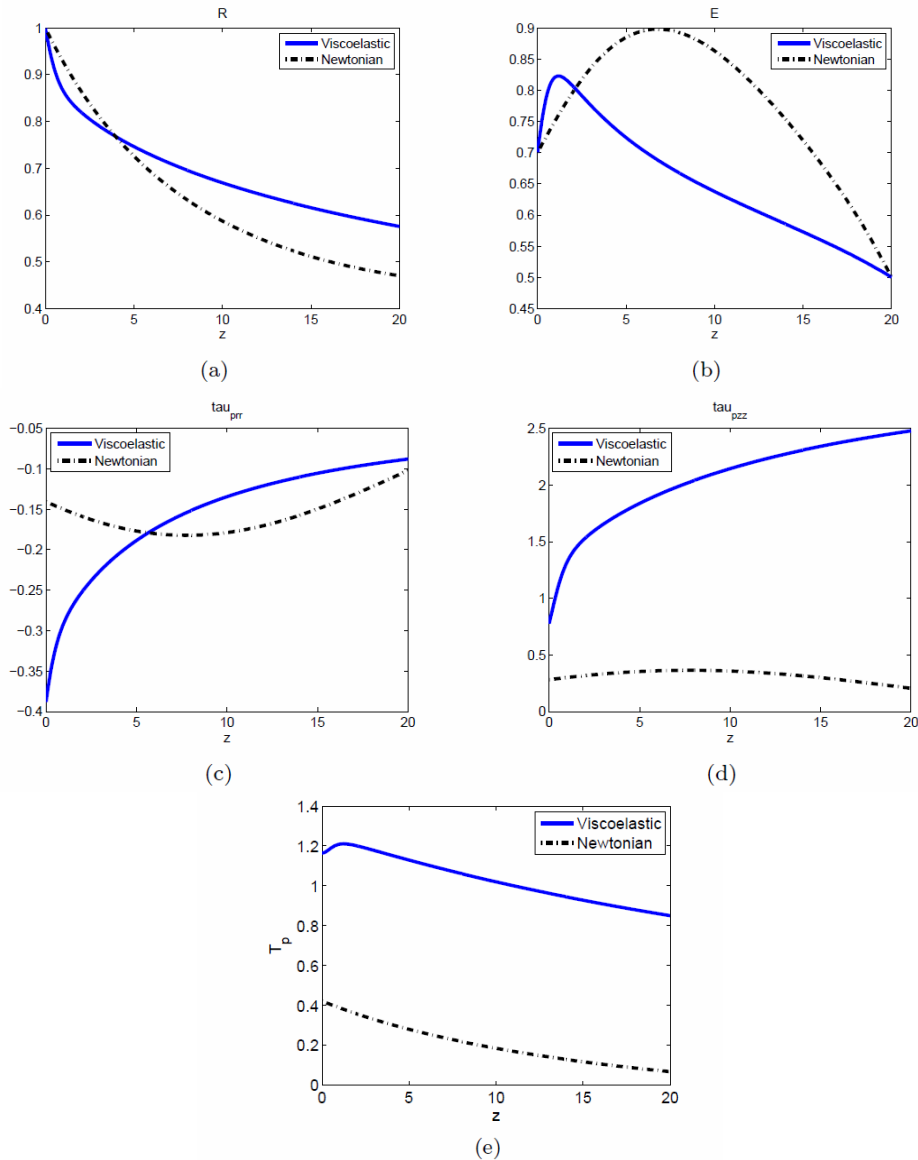 R
1
0.9
0.8
0.7
0.6
0.5
0.4
0 5 10 15 20
z
Viscoelastic
Newtonian
(a)
E
0.9
0.85
0.8
0.75
0.7
0.65
0.6
0.55
0.5
0.45
0 5 10 15 20
z
Viscoelastic
Newtonian
(b)
tau_prr
−0.05
−0.1
−0.15
−0.2
−0.25
−0.3
−0.35
−0.4
0 5 10 15 20
z
Viscoelastic
Newtonian
(c)
tau_pzz
2.5
2
1.5
1
0.5
0
0 5 10 15 20
z
Viscoelastic
Newtonian
(d)
1.4
1.2
1
0.8
0.6
0.4
0.2
0
T_p
0 5 10 15 20
z
Viscoelastic
Newtonian
(e)